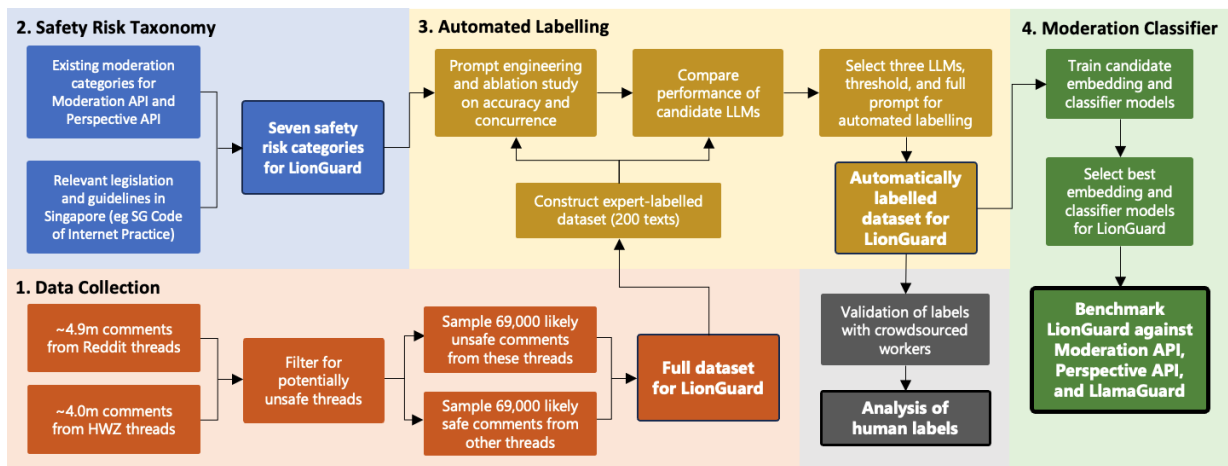 2. Safety Risk Taxonomy
Existing moderation
categories for
Moderation API and
Perspective API
Relevant legislation
and guidelines in
Singapore (eg SG Code
of Internet Practice)
Seven safety
risk categories
for LionGuard
3. Automated Labelling
Prompt engineering
and ablation study
on accuracy and
concurrence
Compare
performance of
candidate LLMs
Select three LLMs,
threshold, and full
prompt for
automated labelling
Construct expert-labelled
dataset (200 texts)
Automatically
labelled
dataset for
LionGuard
4. Moderation Classifier
Train candidate
embedding and
classifier models
Select best
embedding and
classifier models
for LionGuard
Benchmark
LionGuard against
Moderation API,
Perspective API,
and LlamaGuard
1. Data Collection
~4.9m comments
from Reddit threads
~4.0m comments
from HWZ threads
Filter for
potentially
unsafe threads
Sample 69,000 likely
unsafe comments
from these threads
Sample 69,000 likely
safe comments from
other threads
Full dataset
for LionGuard
Validation of labels
with crowdsourced
workers
Analysis of
human labels